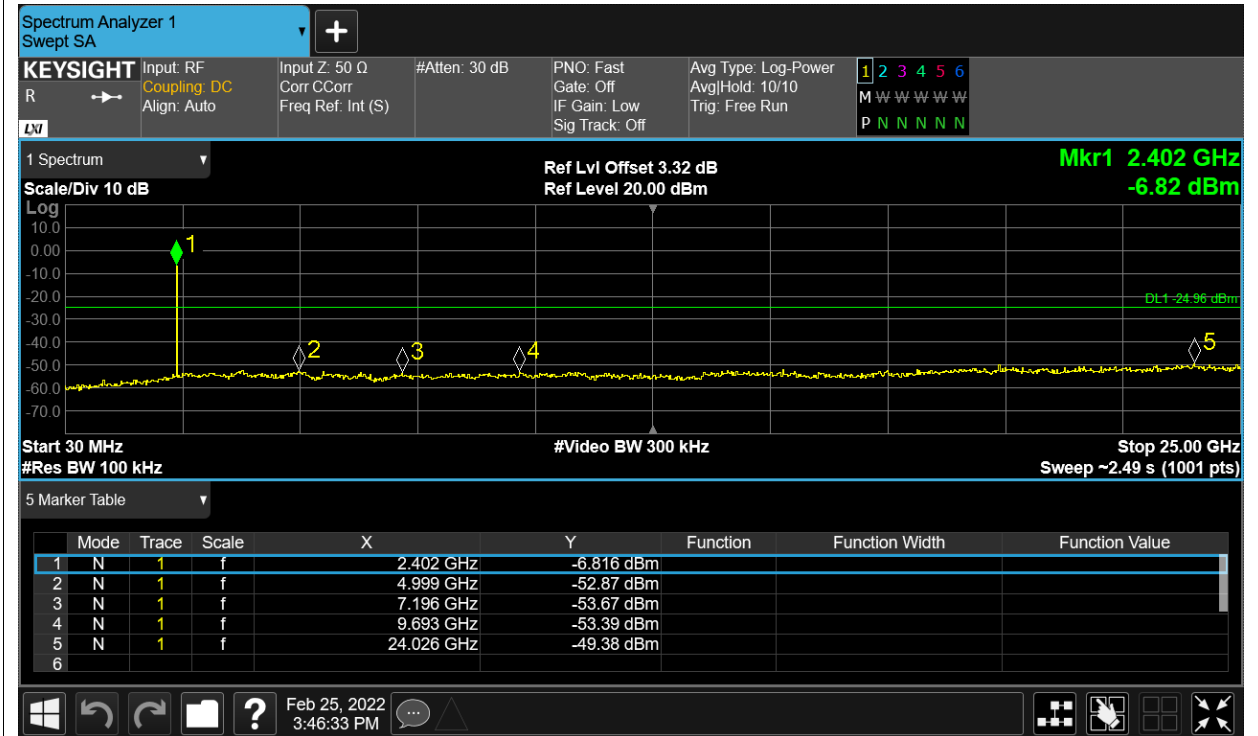 Spectrum Analyzer 1
Swept SA
+
KEYSIGHT
R
LXI
Input: RF
Coupling: DC
Align: Auto
Input Z: 50 Ω
Corr CCorr
Freq Ref: Int (S)
#Atten: 30 dB
PNO: Fast
Gate: Off
IF Gain: Low
Sig Track: Off
Avg Type: Log-Power
Avg|Hold: 10/10
Trig: Free Run
1 2 3 4 5 6
M W W W W W
P N N N N N
1 Spectrum
Scale/Div 10 dB
Ref Lvl Offset 3.32 dB
Ref Level 20.00 dBm
Mkr1 2.402 GHz
-6.82 dBm
Log
10.0
0.00
-10.0
-20.0
-30.0
-40.0
-50.0
-60.0
-70.0
1
2
3
4
5
DL1 -24.96 dBm
Start 30 MHz
#Res BW 100 kHz
#Video BW 300 kHz
Stop 25.00 GHz
Sweep ~2.49 s (1001 pts)
5 Marker Table
Mode Trace Scale X Y Function Function Width Function Value
1 N 1 f 2.402 GHz -6.816 dBm
2 N 1 f 4.999 GHz -52.87 dBm
3 N 1 f 7.196 GHz -53.67 dBm
4 N 1 f 9.693 GHz -53.39 dBm
5 N 1 f 24.026 GHz -49.38 dBm
6
?
Feb 25, 2022
3:46:33 PM